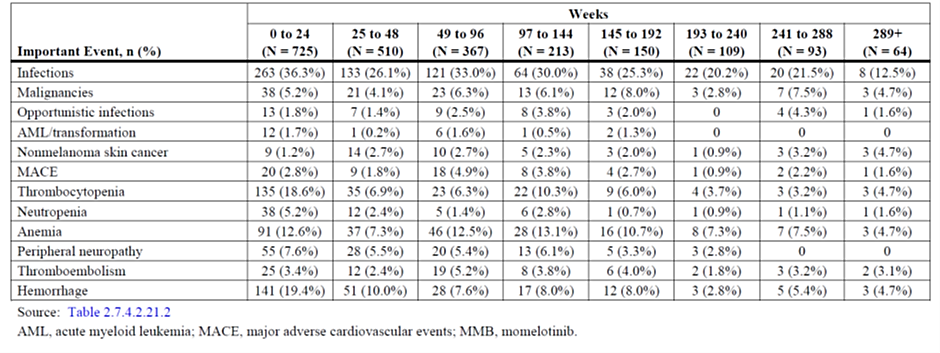 Weeks
Important Event, n (%) 0 to 24 (N = 725) 25 to 48 (N = 510) 49 to 96 (N = 367) 97 to 144 (N = 213) 145 to 192 (N = 150) 193 to 240 (N = 109) 241 to 288 (N = 93) 289+ (N = 64)
Infections 263 (36.3%) 133 (26.1%) 121 (33.0%) 64 (30.0%) 38 (25.3%) 22 (20.2%) 20 (21.5%) 8 (12.5%)
Malignancies 38 (5.2%) 21 (4.1%) 23 (6.3%) 13 (6.1%) 12 (8.0%) 3 (2.8%) 7 (7.5%) 3 (4.7%)
Opportunistic infections 13 (1.8%) 7 (1.4%) 9 (2.5%) 8 (3.8%) 3 (2.0%) 0 4 (4.3%) 1 (1.6%)
AML/transformation 12 (1.7%) 1 (0.2%) 6 (1.6%) 1 (0.5%) 2 (1.3%) 0 0 0
Nonmelanoma skin cancer 9 (1.2%) 14 (2.7%) 10 (2.7%) 5 (2.3%) 3 (2.0%) 1 (0.9%) 3 (3.2%) 3 (4.7%)
MACE 20 (2.8%) 9 (1.8%) 18 (4.9%) 8 (3.8%) 4 (2.7%) 1 (0.9%) 2 (2.2%) 1 (1.6%)
Thrombocytopenia 135 (18.6%) 35 (6.9%) 23 (6.3%) 22 (10.3%) 9 (6.0%) 4 (3.7%) 3 (3.2%) 3 (4.7%)
Neutropenia 38 (5.2%) 12 (2.4%) 5 (1.4%) 6 (2.8%) 1 (0.7%) 1 (0.9%) 1 (1.1%) 1 (1.6%)
Anemia 91 (12.6%) 37 (7.3%) 46 (12.5%) 28 (13.1%) 16 (10.7%) 8 (7.3%) 7 (7.5%) 3 (4.7%)
Peripheral neuropathy 55 (7.6%) 28 (5.5%) 20 (5.4%) 13 (6.1%) 5 (3.3%) 3 (2.8%) 0 0
Thromboembolism 25 (3.4%) 12 (2.4%) 19 (5.2%) 8 (3.8%) 6 (4.0%) 2 (1.8%) 3 (3.2%) 2 (3.1%)
Hemorrhage 141 (19.4%) 51 (10.0%) 28 (7.6%) 17 (8.0%) 12 (8.0%) 3 (2.8%) 5 (5.4%) 3 (4.7%)
Source: Table 2.7.4.2.21.2
AML, acute myeloid leukemia; MACE, major adverse cardiovascular events; MMB, momelotinib.